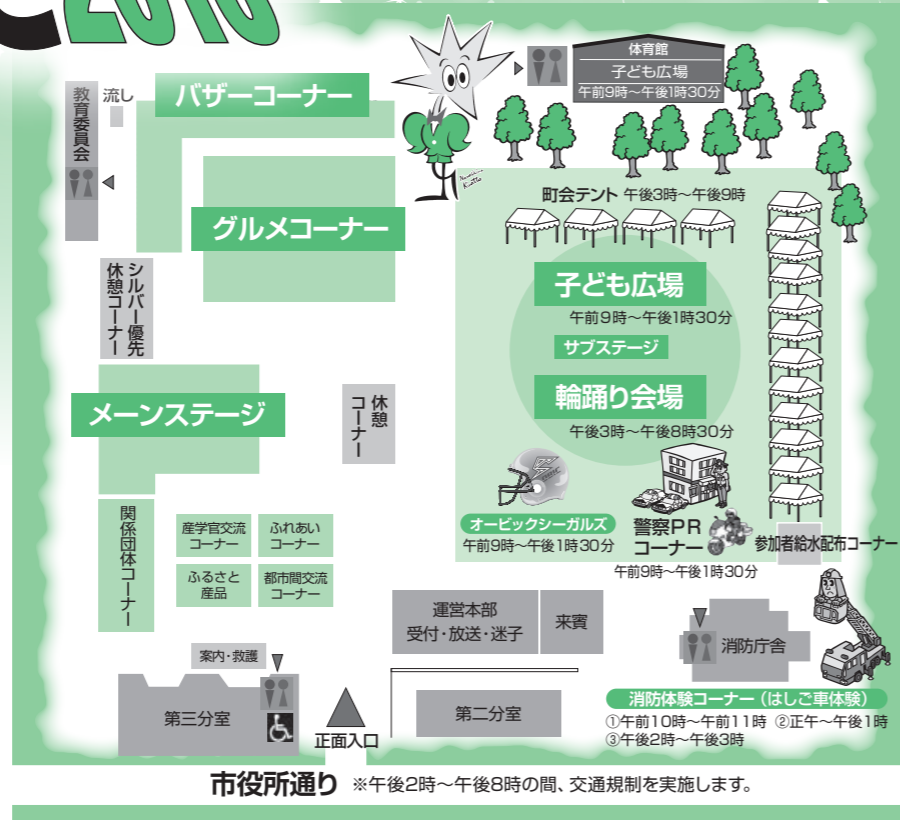 2010
体育館
子ども広場
午前9時～午後1時30分
教育委員会
流し
バザーコーナー
グルメコーナー
町会テント 午後3時～午後9時
シルバー優先
休憩コーナー
子ども広場
午前9時～午後1時30分
サブステージ
輪踊り会場
午後3時～午後8時30分
メーンステージ
休憩
コーナー
オービックシーガルズ
午前9時～午後1時30分
警察PR
コーナー
午前9時～午後1時30分
参加者給水配布コーナー
関係団体コーナー
産学官交流
コーナー
ふれあい
コーナー
ふるさと
産品
都市間交流
コーナー
運営本部
受付・放送・迷子
来賓
消防庁舎
案内・救護
第三分室
正面入口
第二分室
消防体験コーナー（はしご車体験）
①午前10時～午前11時 ②正午～午後1時
③午後2時～午後3時
市役所通り ※午後2時～午後8時の間、交通規制を実施します。